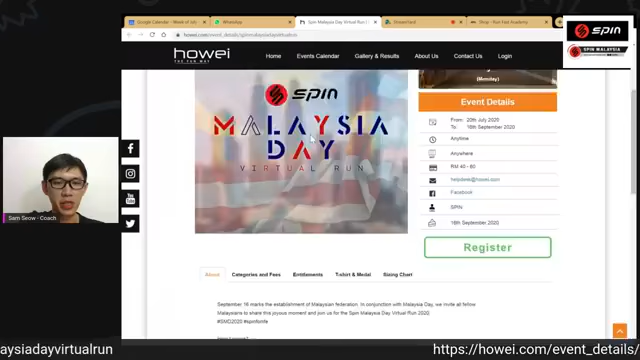 Google Calendar - Week of July
WhatsApp
Spin Malaysia Day Virtual Run |
StreamYard
Shop - Run Hub Academy
howei.com/event_details/spinmalaysiadayvirtualrun
howei
THE FUN WAY
Home
Events Calendar
Gallery & Results
About Us
Contact Us
Login
SPIN
SPIN MALAYSIA
(Monday)
SPIN
MALAYSIA
DAY
VIRTUAL RUN
Event Details
From: 20th July 2020
To: 16th September 2020
Anytime
Anywhere
RM 40 - 60
helpdesk@howei.com
Facebook
SPIN
16th September 2020
Register
Sam Seow - Coach
About
Categories and Fees
Entitlements
T-shirt & Medal
Sizing Chart
September 16 marks the establishment of Malaysian federation. In conjunction with Malaysia Day, we invite all fellow
Malaysians to share this joyous moment and join us for the Spin Malaysia Day Virtual Run 2020.
#SMD2020 #spinforlife
aysiadayvirtualrun
https://howei.com/event_details/